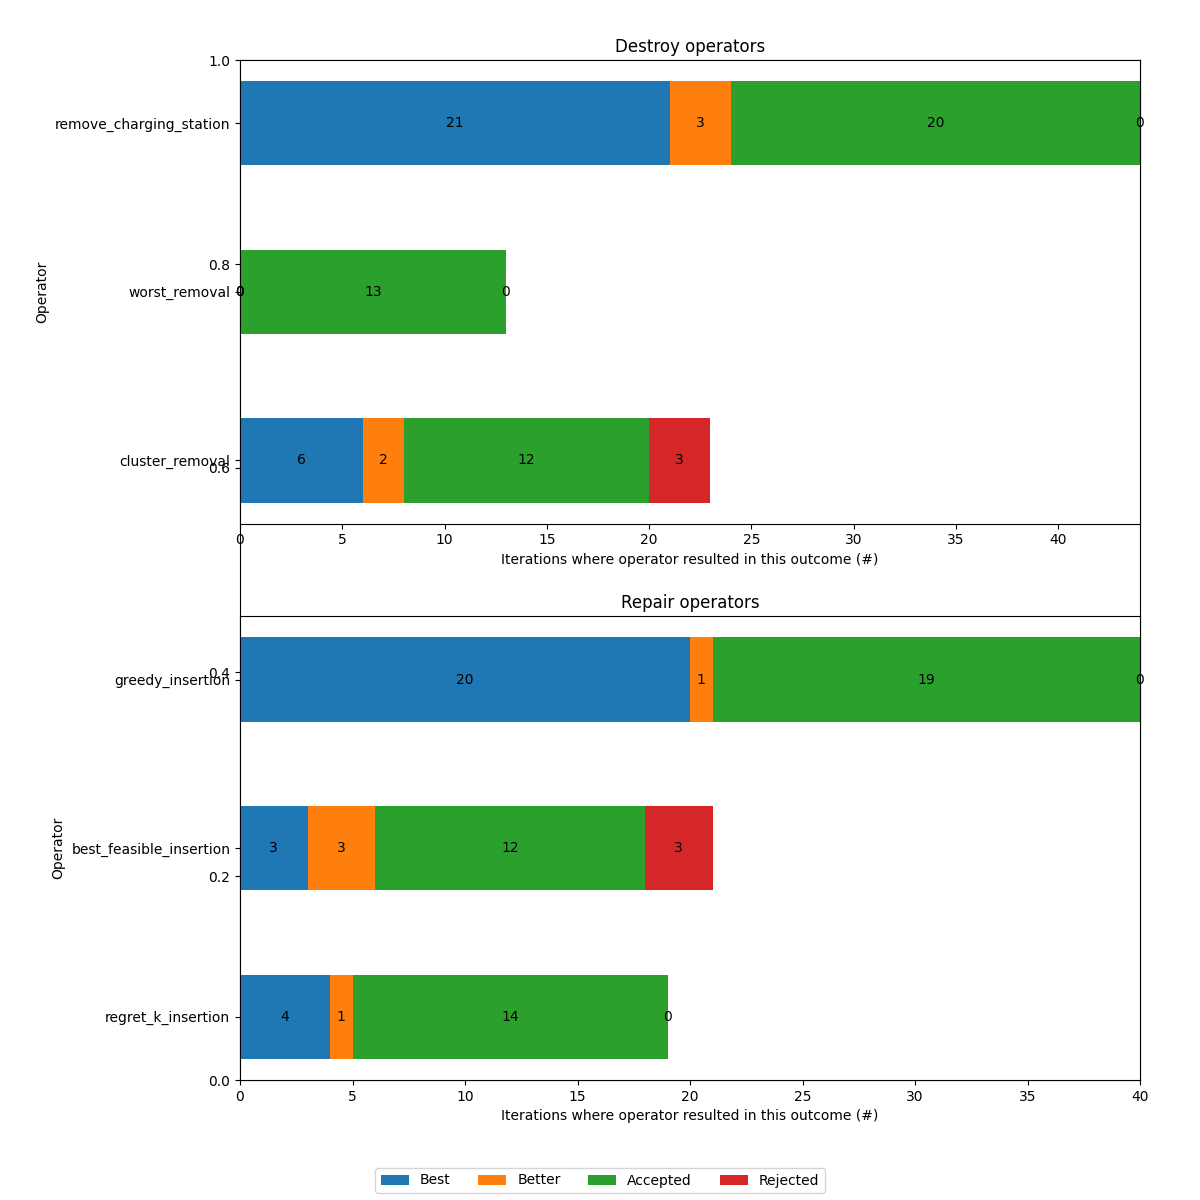 Destroy operators
1.0
remove_charging_station 21 3 20 0
0.8
Operator
worst_removal 0 0 13 0
cluster_removal 6 2 12 3
0.6
0 5 10 15 20 25 30 35 40
Iterations where operator resulted in this outcome (#)
Repair operators
0.4
greedy_insertion 20 1 19 0
Operator
best_feasible_insertion 3 3 12 3
0.2
regret_k_insertion 4 1 14 0
0.0
0 5 10 15 20 25 30 35 40
Iterations where operator resulted in this outcome (#)
Best Better Accepted Rejected